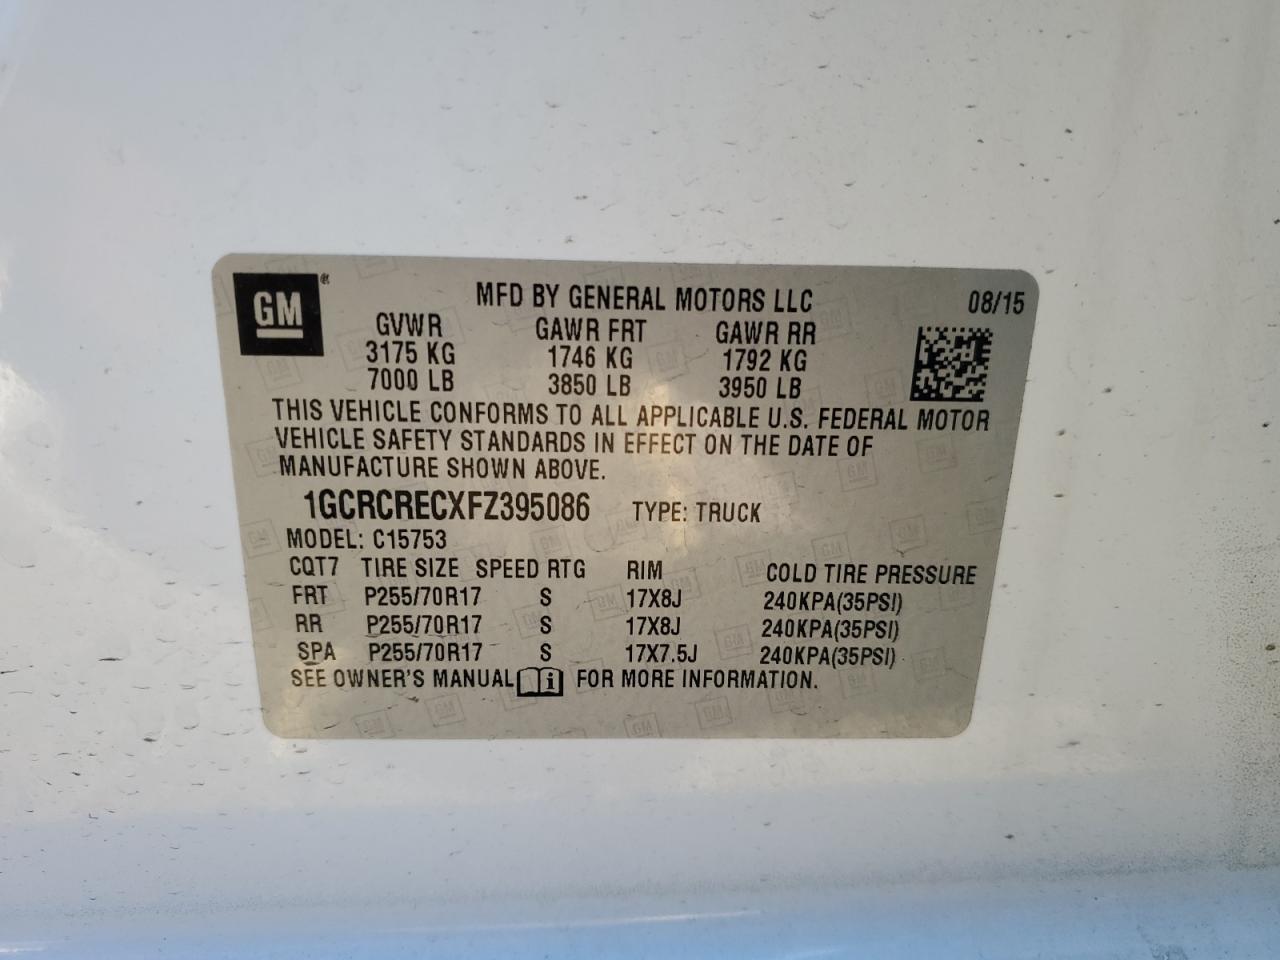 GM ®
MFD BY GENERAL MOTORS LLC 08/15
GVWR GAWR FRT GAWR RR
3175 KG 1746 KG 1792 KG
7000 LB 3850 LB 3950 LB
THIS VEHICLE CONFORMS TO ALL APPLICABLE U.S. FEDERAL MOTOR
VEHICLE SAFETY STANDARDS IN EFFECT ON THE DATE OF
MANUFACTURE SHOWN ABOVE.
1GCRCRECXFZ395086 TYPE: TRUCK
MODEL: C15753
CQT7 TIRE SIZE SPEED RTG RIM COLD TIRE PRESSURE
FRT P255/70R17 S 17X8J 240KPA(35PSI)
RR P255/70R17 S 17X8J 240KPA(35PSI)
SPA P255/70R17 S 17X7.5J 240KPA(35PSI)
SEE OWNER'S MANUAL i FOR MORE INFORMATION.